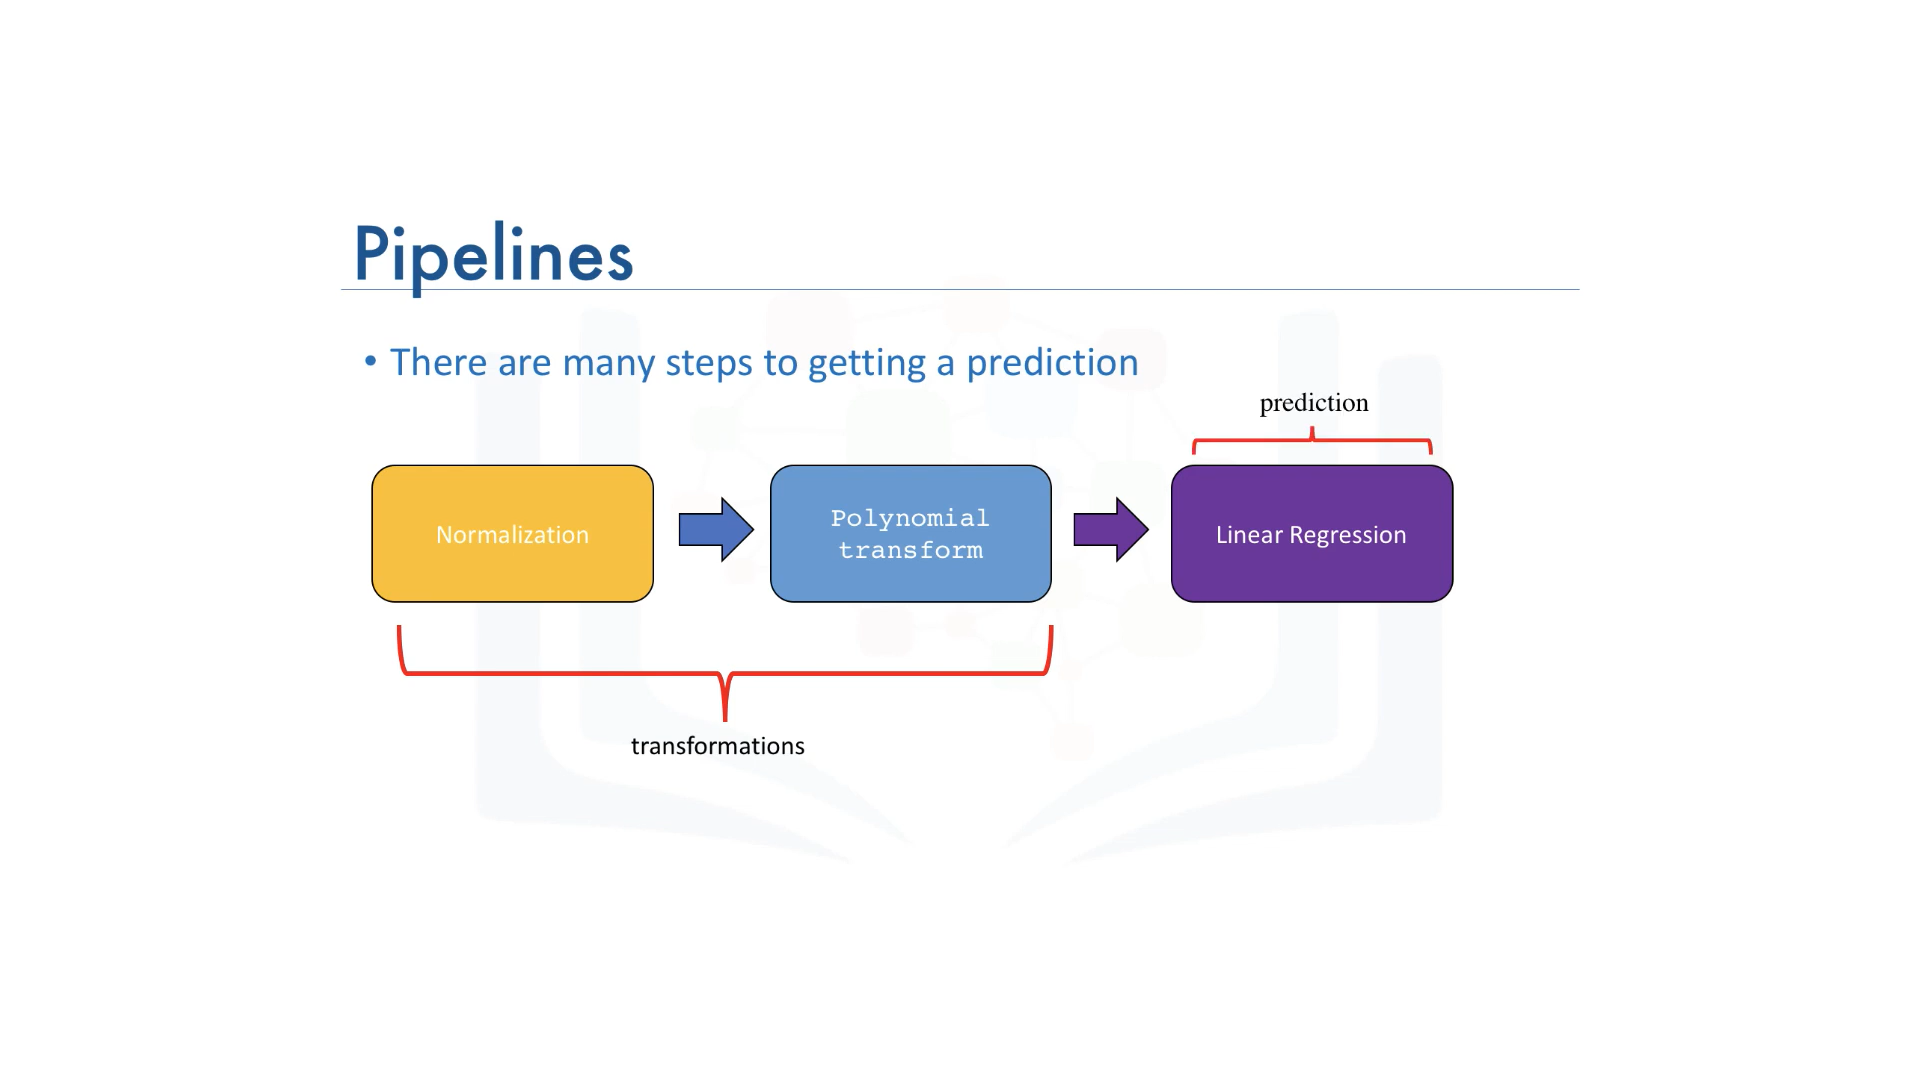 Pipelines
• There are many steps to getting a prediction
prediction
Normalization
Polynomial
transform
Linear Regression
transformations